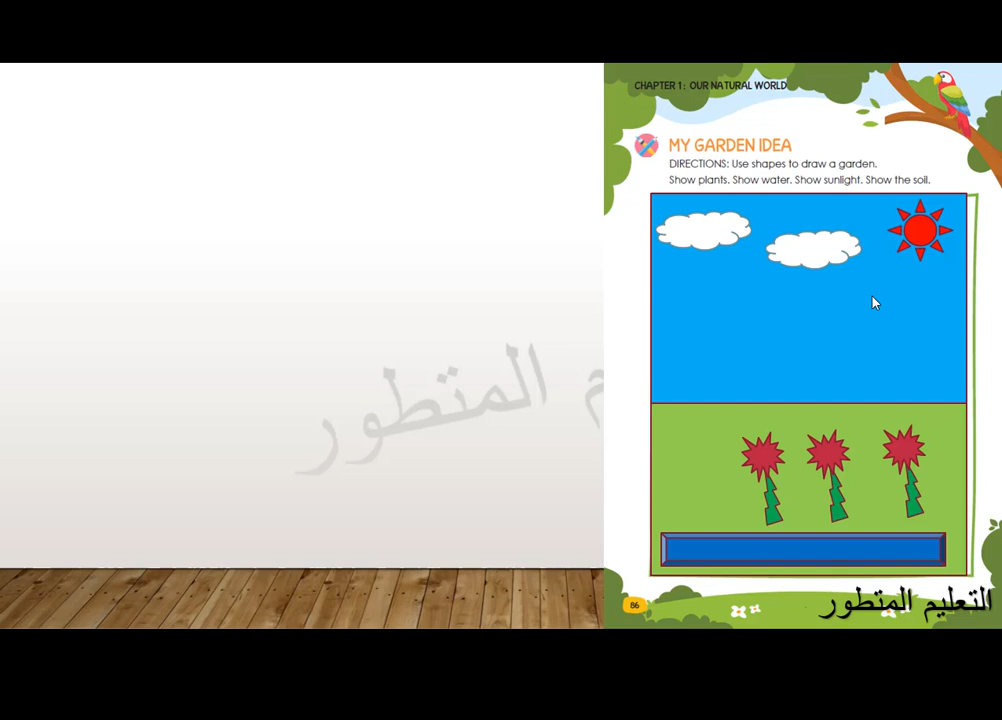 CHAPTER 1: OUR NATURAL WORLD
MY GARDEN IDEA
DIRECTIONS: Use shapes to draw a garden.
Show plants. Show water. Show sunlight. Show the soil.
م المتطور
86
التعليم المتطور